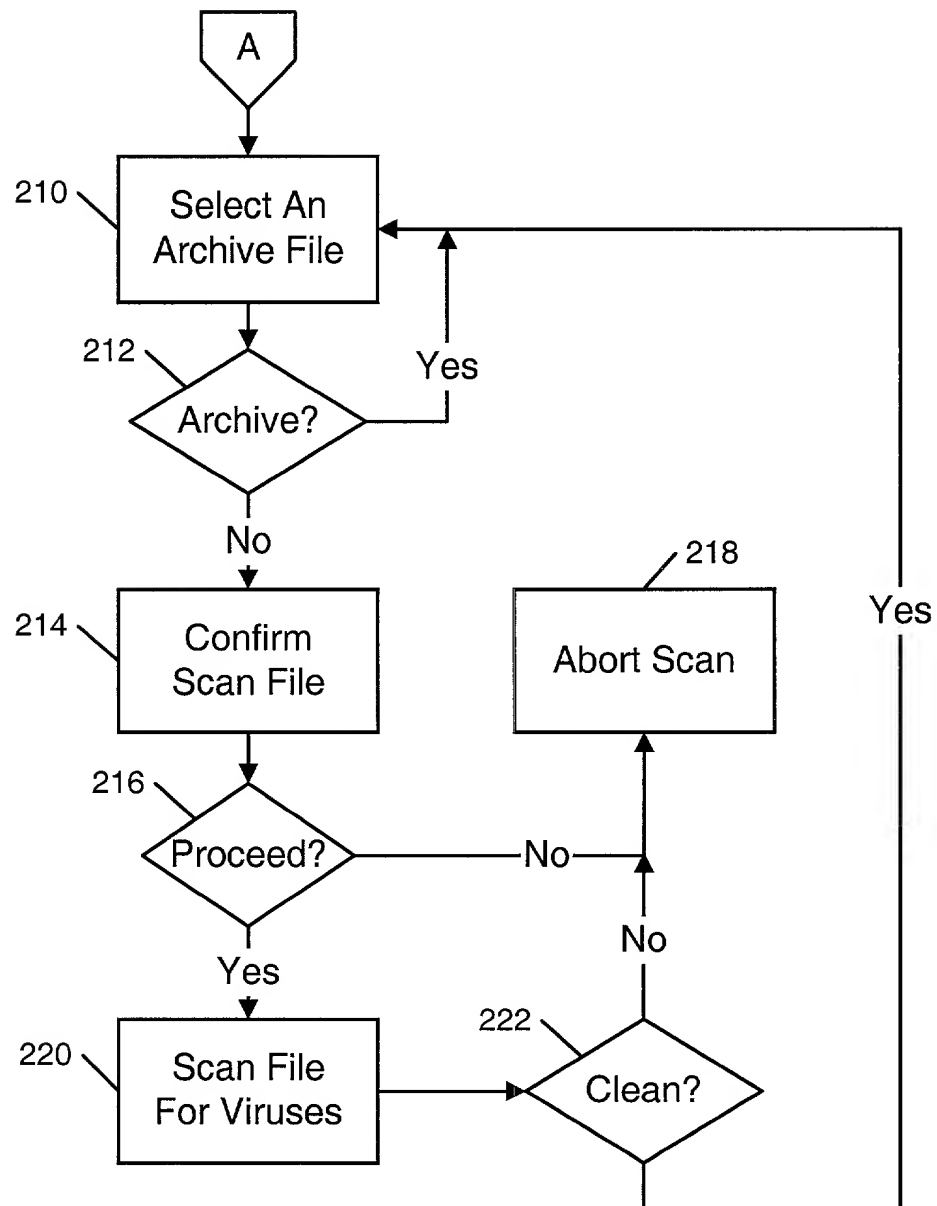 A
210
Select An
Archive File
212
Archive?
Yes
No
214
Confirm
Scan File
218
Abort Scan
Yes
216
Proceed?
No
No
Yes
220
Scan File
For Viruses
222
Clean?